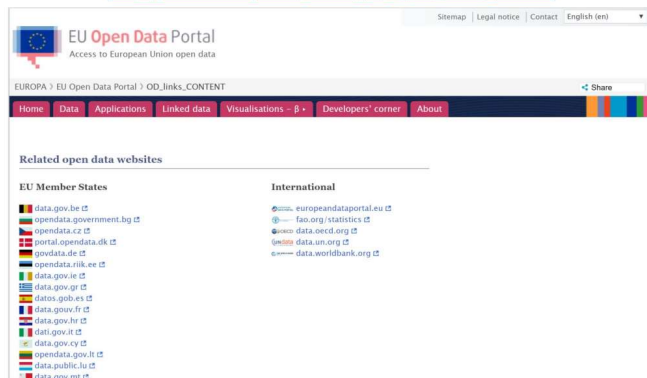 Sitemap | Legal notice | Contact English (en)
EU Open Data Portal
Access to European Union open data
EUROPA > EU Open Data Portal > OD_links_CONTENT
Share
Home Data Applications Linked data Visualisations - β Developers' corner About
Related open data websites
EU Member States
data.gov.be
opendata.government.bg
opendata.cz
portal.opendata.dk
govdata.de
opendata.riik.ee
data.gov.ie
data.gov.gr
datos.gob.es
data.gouv.fr
data.gov.hr
dati.gov.it
data.gov.cy
opendata.gov.lt
data.public.lu
data.gov.mt
International
europeandataportal.eu
fao.org/statistics
OECD data.oecd.org
data data.un.org
data.worldbank.org